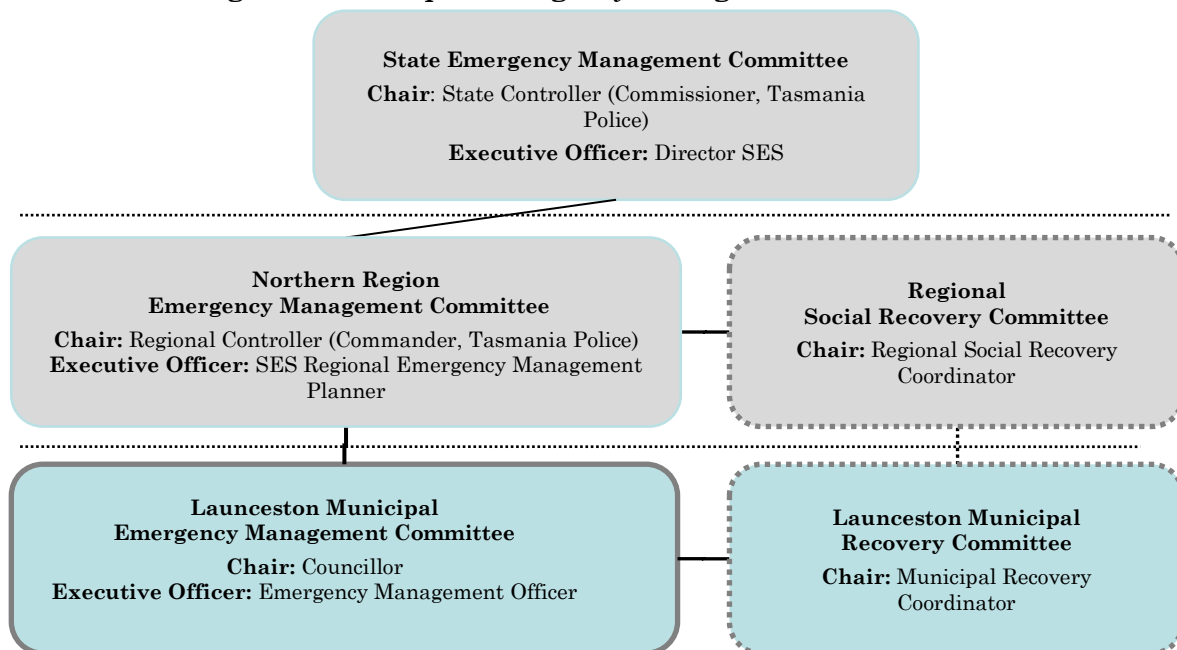 State Emergency Management Committee
Chair: State Controller (Commissioner, Tasmania
Police)
Executive Officer: Director SES
Northern Region
Emergency Management Committee
Chair: Regional Controller (Commander, Tasmania Police)
Executive Officer: SES Regional Emergency Management
Planner
Regional
Social Recovery Committee
Chair: Regional Social Recovery
Coordinator
Launceston Municipal
Emergency Management Committee
Chair: Councillor
Executive Officer: Emergency Management Officer
Launceston Municipal
Recovery Committee
Chair: Municipal Recovery
Coordinator